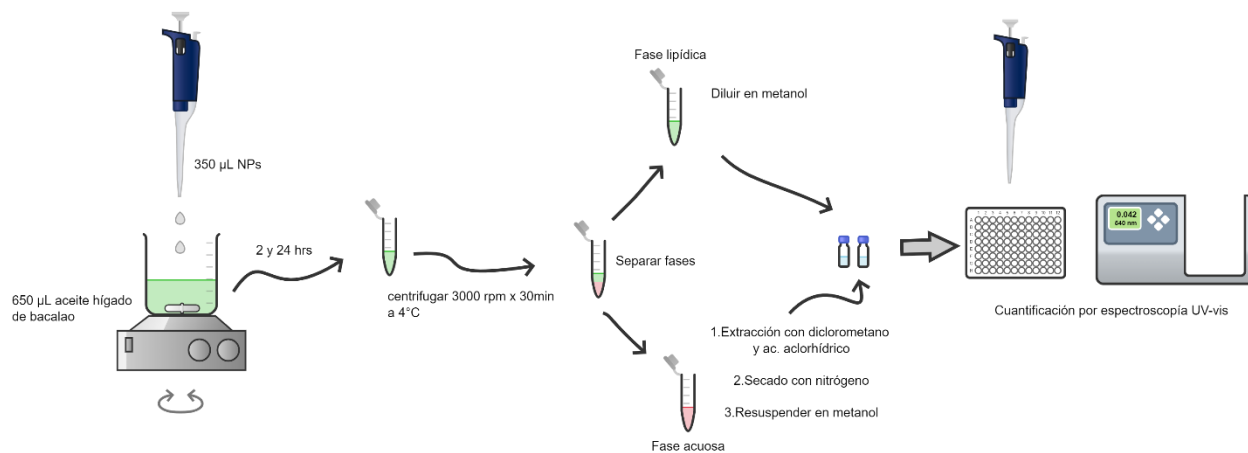 350 µL NPs
650 µL aceite hígado
de bacalao
2 y 24 hrs
centrifugar 3000 rpm x 30min
a 4°C
Separar fases
Fase lipídica
Diluir en metanol
Fase acuosa
1.Extracción con diclorometano
y ac. aclorhídrico
2.Secado con nitrógeno
3.Resuspender en metanol
0.042
640 nm
Cuantificación por espectroscopía UV-vis